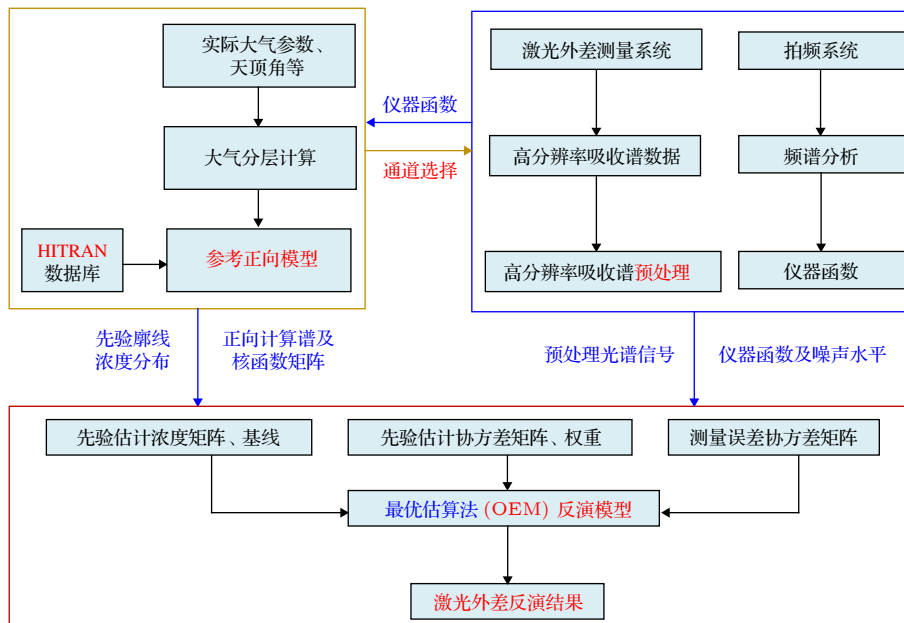 实际大气参数、
天顶角等
大气分层计算
HITRAN
数据库
参考正向模型
仪器函数
通道选择
激光外差测量系统
拍频系统
高分辨率吸收谱数据
频谱分析
高分辨率吸收谱预处理
仪器函数
先验廓线
浓度分布
正向计算谱及
核函数矩阵
预处理光谱信号
仪器函数及噪声水平
先验估计浓度矩阵、基线
先验估计协方差矩阵、权重
测量误差协方差矩阵
最优估算法 (OEM) 反演模型
激光外差反演结果